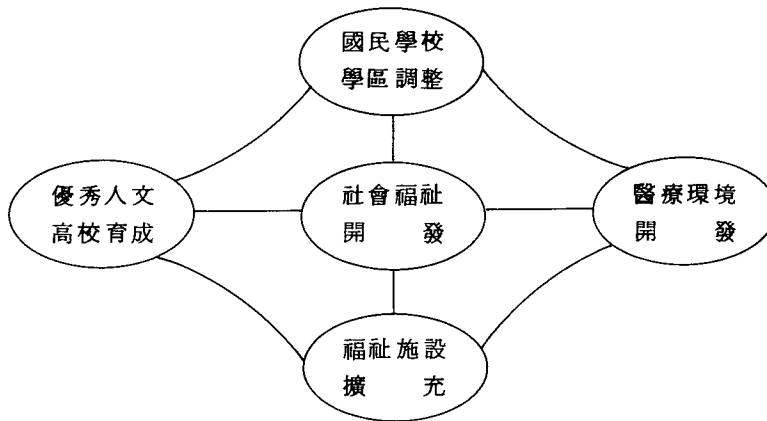 國民學校
學區調整
優秀人文
高校育成
社會福祉
開 發
醫療環境
開 發
福祉施設
擴 充